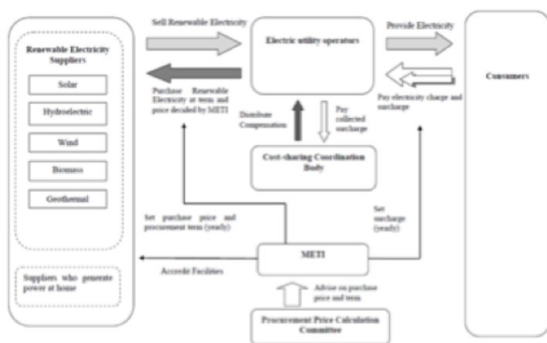 Renewable Electricity
Suppliers
Solar
Hydroelectric
Wind
Biomass
Geothermal
Suppliers who generate
power at home
Sell Renewable Electricity
Purchase Renewable
Electricity at term and
price decided by METI
Electric utility operators
Provide Electricity
Pay electricity charge and
surcharge
Consumers
Distribute
Compensation
Pay
collected
surcharge
Cost-sharing Coordination
Body
Set purchase price and
procurement term (yearly)
Set
surcharge
(yearly)
METI
Accredit Facilities
Advise on purchase
price and term
Procurement Price Calculation
Committee